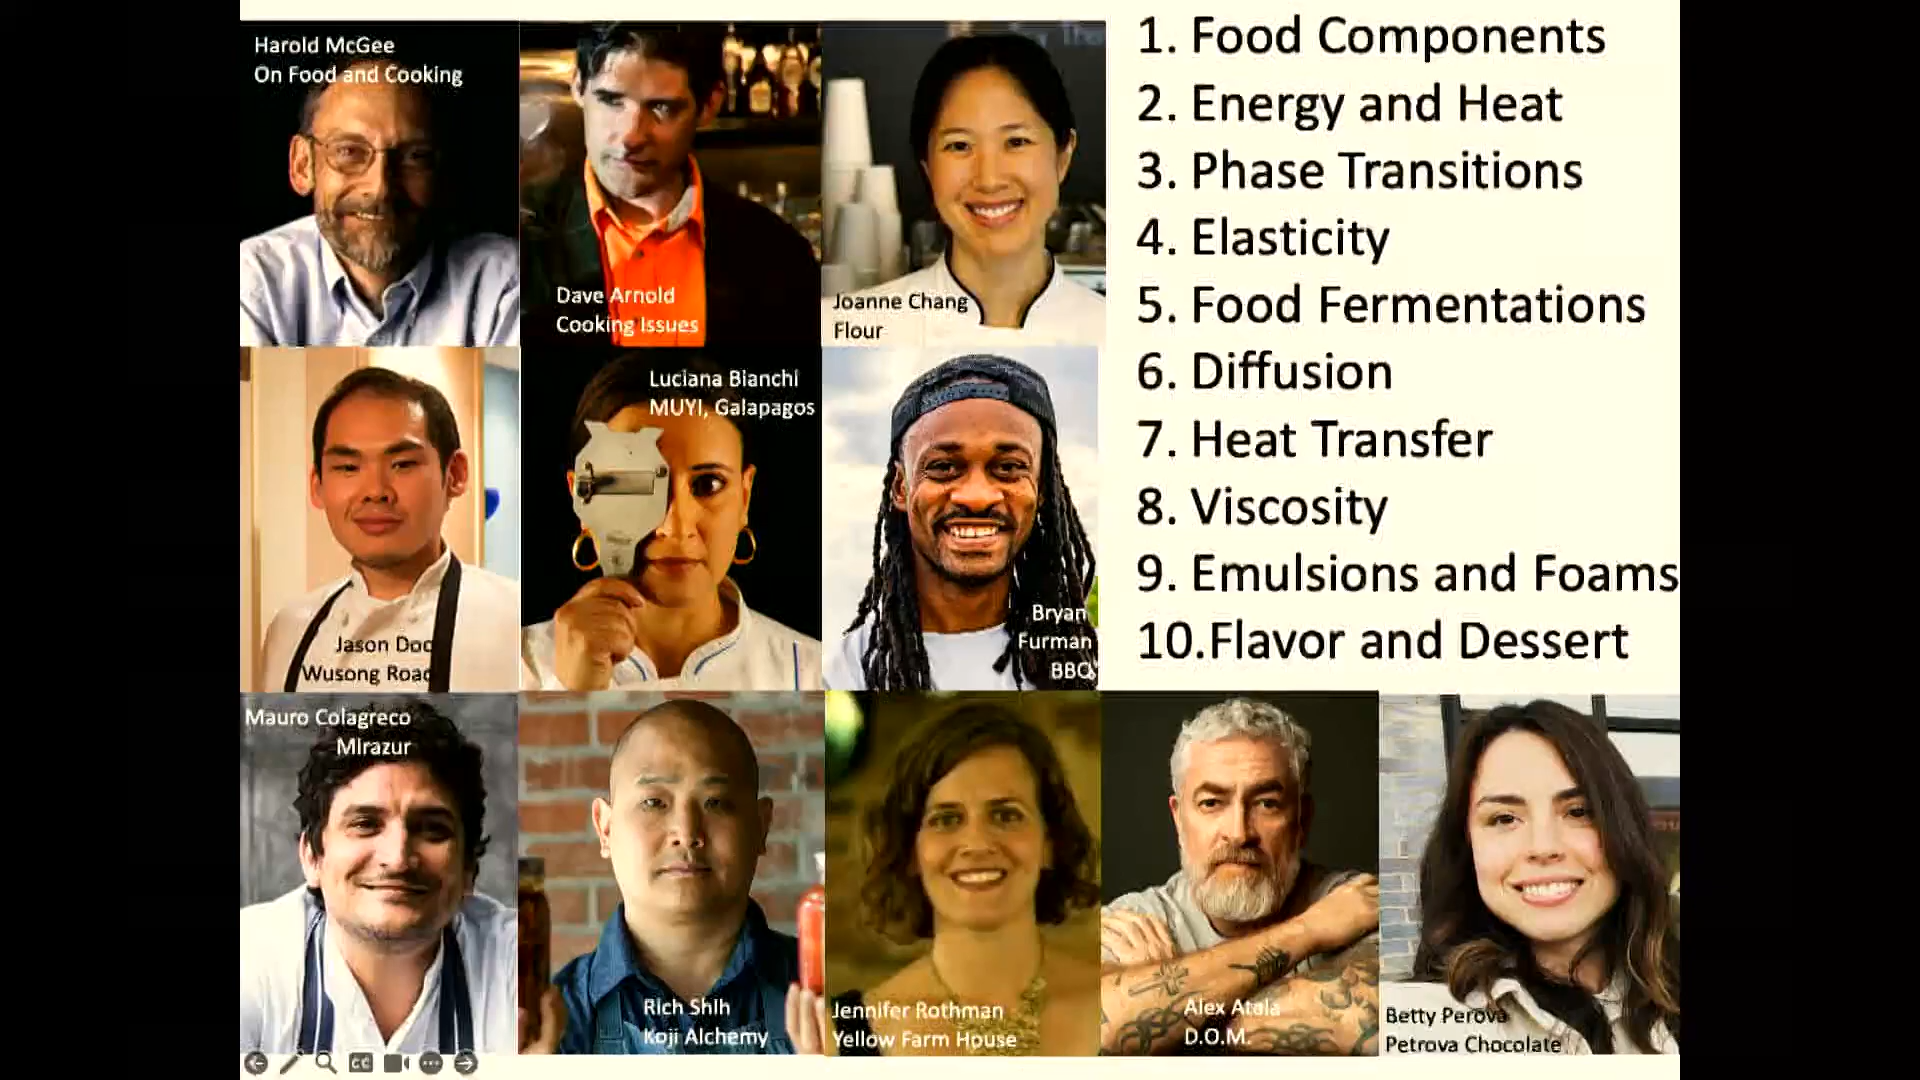 Harold McGee
On Food and Cooking
Dave Arnold
Cooking Issues
Joanne Chang
Flour
Jason Doo
Wusong Road
Luciana Bianchi
MUYI, Galapagos
Bryan
Furman
BBQ
Mauro Colagreco
Mirazur
Rich Shih
Koji Alchemy
Jennifer Rothman
Yellow Farm House
Alex Atala
D.O.M.
Betty Perova
Petrova Chocolate
1. Food Components
2. Energy and Heat
3. Phase Transitions
4. Elasticity
5. Food Fermentations
6. Diffusion
7. Heat Transfer
8. Viscosity
9. Emulsions and Foams
10.Flavor and Dessert
CC